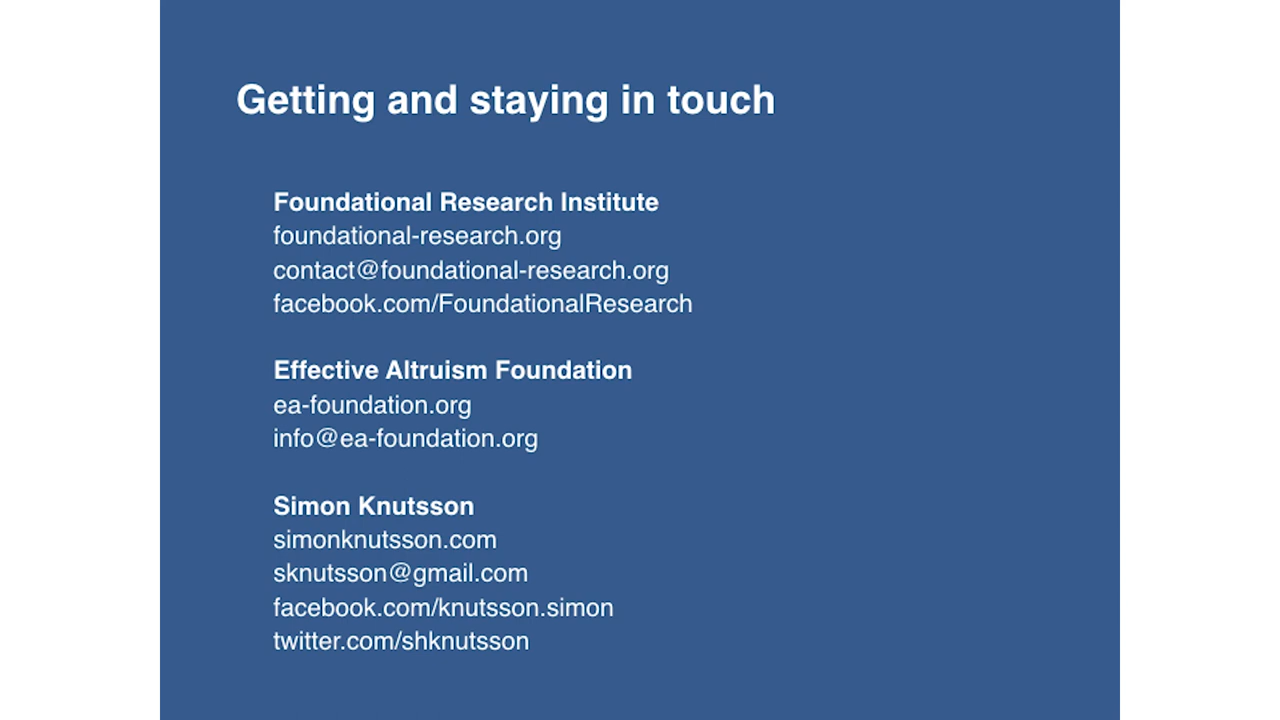 Getting and staying in touch
Foundational Research Institute
foundational-research.org
contact@foundational-research.org
facebook.com/FoundationalResearch
Effective Altruism Foundation
ea-foundation.org
info@ea-foundation.org
Simon Knutsson
simonknutsson.com
sknutsson@gmail.com
facebook.com/knutsson.simon
twitter.com/shknutsson